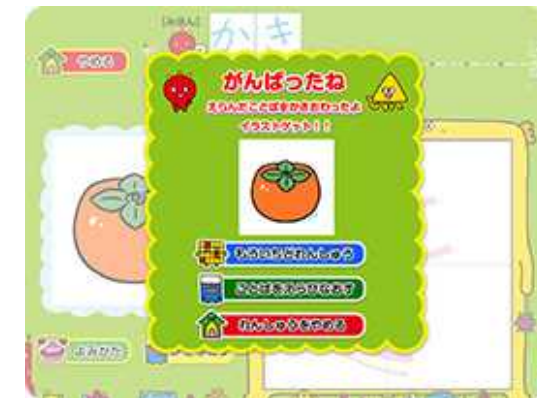 [みほん]
かき
やめる
がんばったね
えらんだことばをかきおわったよ
イラストゲット！！
もういちどれんしゅう
ことばをえらびなおす
れんしゅうをやめる
よみかた